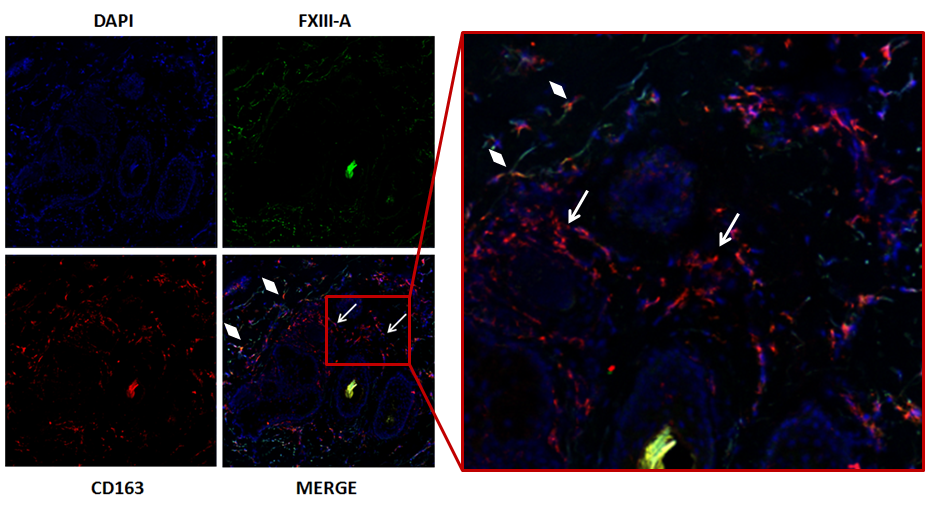 DAPI
FXIII-A
CD163
MERGE